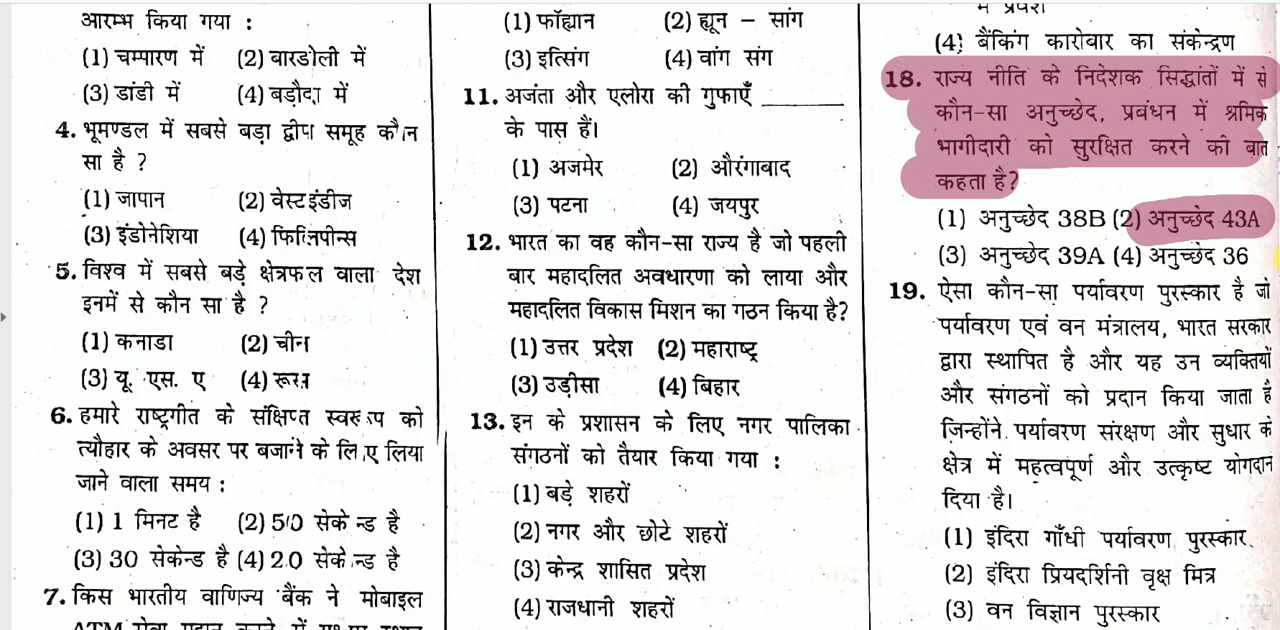 आरम्भ किया गया :
(1) चम्पारण में (2) बारडोली में
(3) डांडी में (4) बड़ौदा में
4. भूमण्डल में सबसे बड़ा द्वीप समूह कौन
सा है ?
(1) जापान (2) वेस्टइंडीज
(3) इंडोनेशिया (4) फिलिपीन्स
5. विश्व में सबसे बड़े क्षेत्रफल वाला देश
इनमें से कौन सा है ?
(1) कनाडा (2) चीन
(3) यू. एस. ए (4) रूस
6. हमारे राष्ट्रगीत के संक्षिप्त स्वरूप को
त्यौहार के अवसर पर बजाने के लिए लिया
जाने वाला समय :
(1) 1 मिनट है (2) 50 सेकेन्ड है
(3) 30 सेकेन्ड है (4) 20 सेकेन्ड है
7. किस भारतीय वाणिज्य बैंक ने मोबाइल
(1) फॉह्यान (2) ह्यून – सांग
(3) इत्सिंग (4) वांग संग
11. अजंता और एलोरा की गुफाएँ ________
के पास हैं।
(1) अजमेर (2) औरंगाबाद
(3) पटना (4) जयपुर
12. भारत का वह कौन-सा राज्य है जो पहली
बार महादलित अवधारणा को लाया और
महादलित विकास मिशन का गठन किया है?
(1) उत्तर प्रदेश (2) महाराष्ट्र
(3) उड़ीसा (4) बिहार
13. इन के प्रशासन के लिए नगर पालिका
संगठनों को तैयार किया गया :
(1) बड़े शहरों
(2) नगर और छोटे शहरों
(3) केन्द्र शासित प्रदेश
(4) राजधानी शहरों
में प्रवेश
(4) बैंकिंग कारोबार का संकेन्द्रण
18. राज्य नीति के निदेशक सिद्धांतों में से
कौन-सा अनुच्छेद, प्रबंधन में श्रमिक
भागीदारी को सुरक्षित करने की बात
कहता है?
(1) अनुच्छेद 38B (2) अनुच्छेद 43A
(3) अनुच्छेद 39A (4) अनुच्छेद 36
19. ऐसा कौन-सा पर्यावरण पुरस्कार है जो
पर्यावरण एवं वन मंत्रालय, भारत सरकार
द्वारा स्थापित है और यह उन व्यक्तियों
और संगठनों को प्रदान किया जाता है
जिन्होंने पर्यावरण संरक्षण और सुधार के
क्षेत्र में महत्वपूर्ण और उत्कृष्ट योगदान
दिया है।
(1) इंदिरा गाँधी पर्यावरण पुरस्कार
(2) इंदिरा प्रियदर्शिनी वृक्ष मित्र
(3) वन विज्ञान पुरस्कार